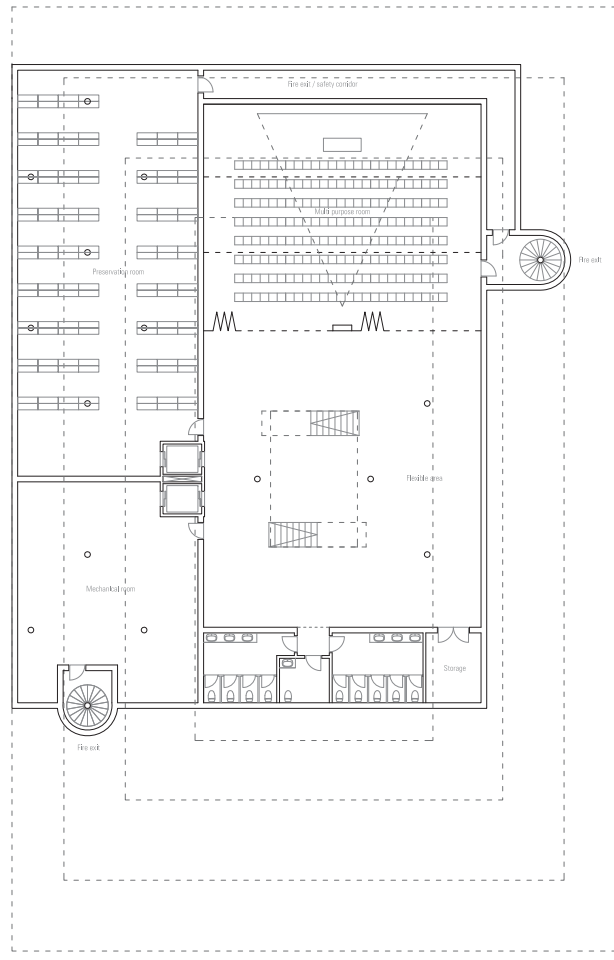 Fire exit / safety corridor
Multi purpose room
Fire exit
Preservation room
Flexible area
Mechanical room
Storage
Fire exit